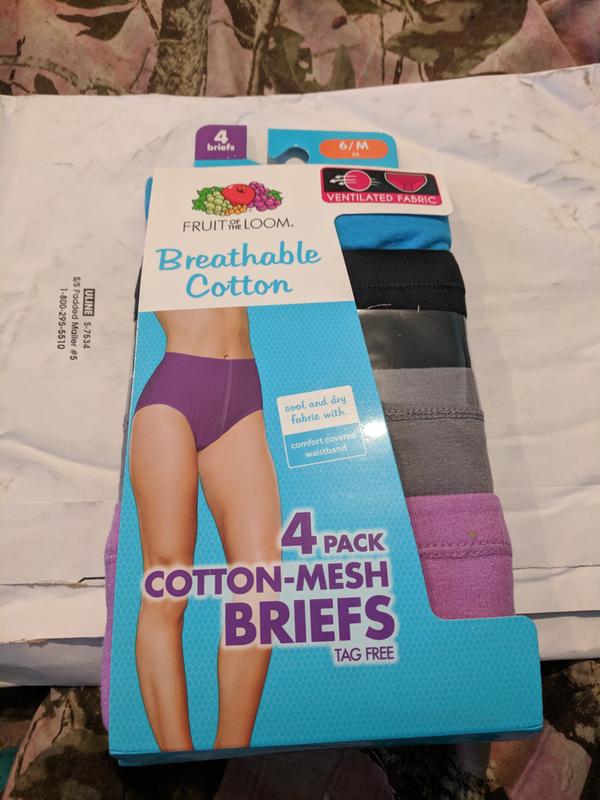 4
briefs
6/M
M
VENTILATED FABRIC
FRUIT OF THE LOOM®
Breathable
Cotton
ULINE S-7534
S/S Padded Mailer #5
1-800-295-5510
cool and dry
fabric with
comfort covered
waistband
4 PACK
COTTON-MESH
BRIEFS
TAG FREE